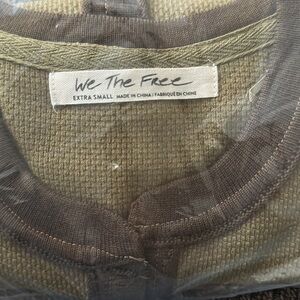 We The Free
EXTRA SMALL MADE IN CHINA / FABRIQUÉ EN CHINE